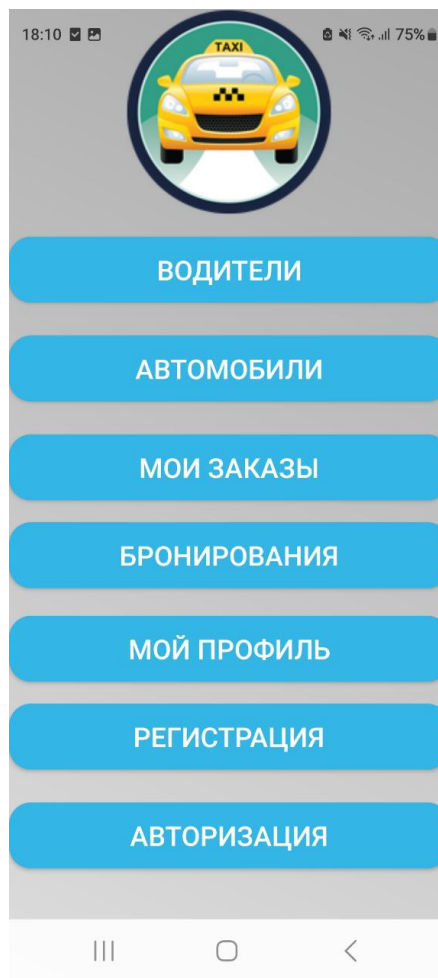 18:10
75%
TAXI
ВОДИТЕЛИ
АВТОМОБИЛИ
МОИ ЗАКАЗЫ
БРОНИРОВАНИЯ
МОЙ ПРОФИЛЬ
РЕГИСТРАЦИЯ
АВТОРИЗАЦИЯ